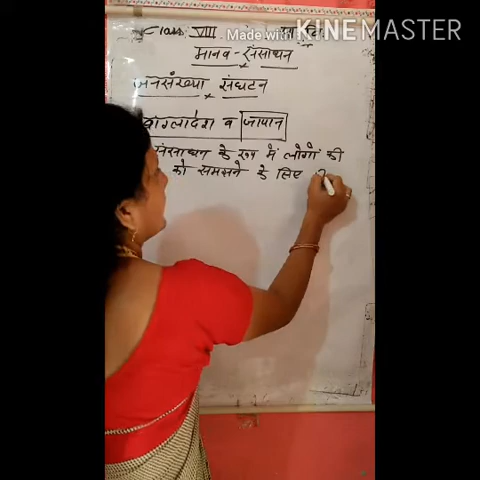 Made with KINEMASTER
Class VIII
मानव - संसाधन
जनसंख्या संघटन
बांग्लादेश व जापान
संसाधन के रूप में लोगों की
को समझने के लिए